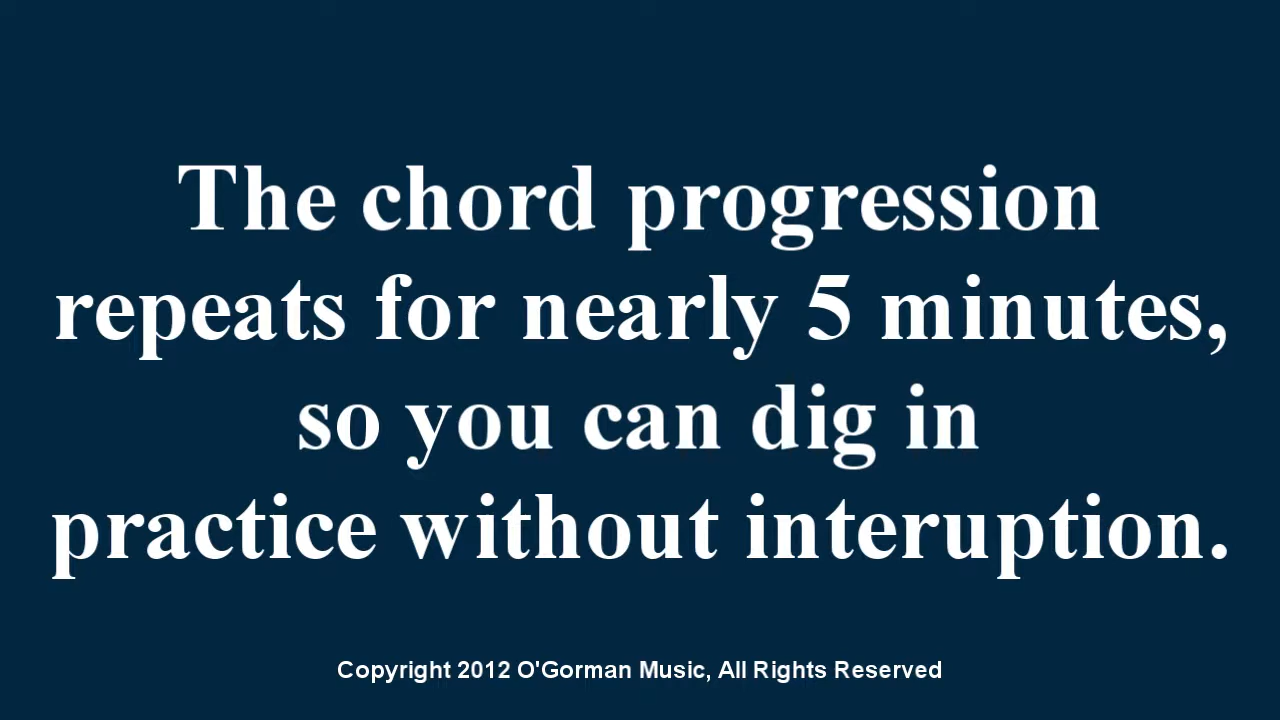 The chord progression
repeats for nearly 5 minutes,
so you can dig in
practice without interuption.
Copyright 2012 O'Gorman Music, All Rights Reserved